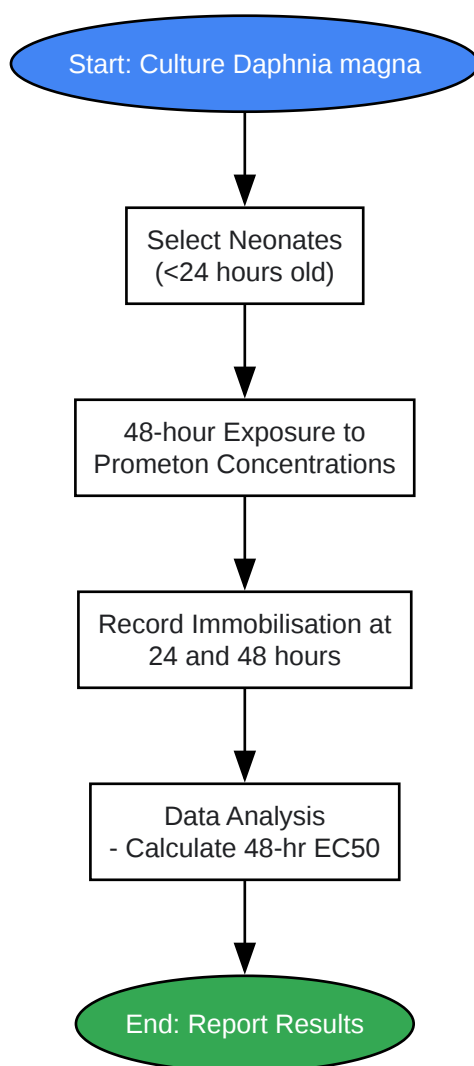 Start: Culture Daphnia magna
Select Neonates
(<24 hours old)
48-hour Exposure to
Prometon Concentrations
Record Immobilisation at
24 and 48 hours
Data Analysis
- Calculate 48-hr EC50
End: Report Results